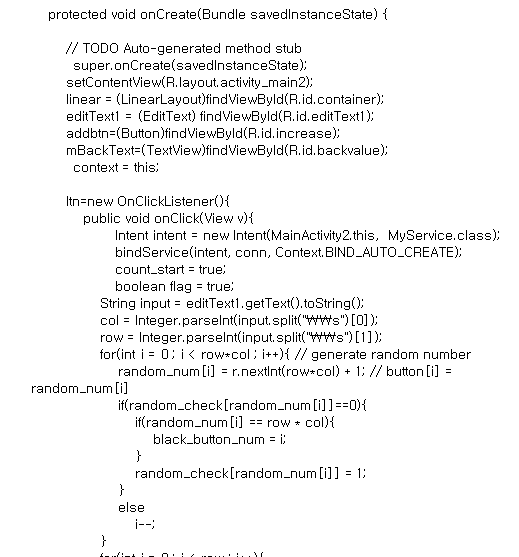 protected void onCreate(Bundle savedInstanceState) {
// TODO Auto-generated method stub
super.onCreate(savedInstanceState);
setContentView(R.layout.activity_main2);
linear = (LinearLayout)findViewById(R.id.container);
editText1 = (EditText) findViewById(R.id.editText1);
addbtn=(Button)findViewById(R.id.increase);
mBackText=(TextView)findViewById(R.id.backvalue);
context = this;
ltn=new OnClickListener(){
public void onClick(View v){
Intent intent = new Intent(MainActivity2.this, MyService.class);
bindService(intent, conn, Context.BIND_AUTO_CREATE);
count_start = true;
boolean flag = true;
String input = editText1.getText().toString();
col = Integer.parseInt(input.split("₩₩s")[0]);
row = Integer.parseInt(input.split("₩₩s")[1]);
for(int i = 0 ; i < row*col ; i++){ // generate random number
random_num[i] = r.nextInt(row*col) + 1; // button[i] =
random_num[i]
if(random_check[random_num[i]]==0){
if(random_num[i] == row * col){
black_button_num = i;
}
random_check[random_num[i]] = 1;
}
else
i--;
}
for(int i = 0 ; i < row ; i++){